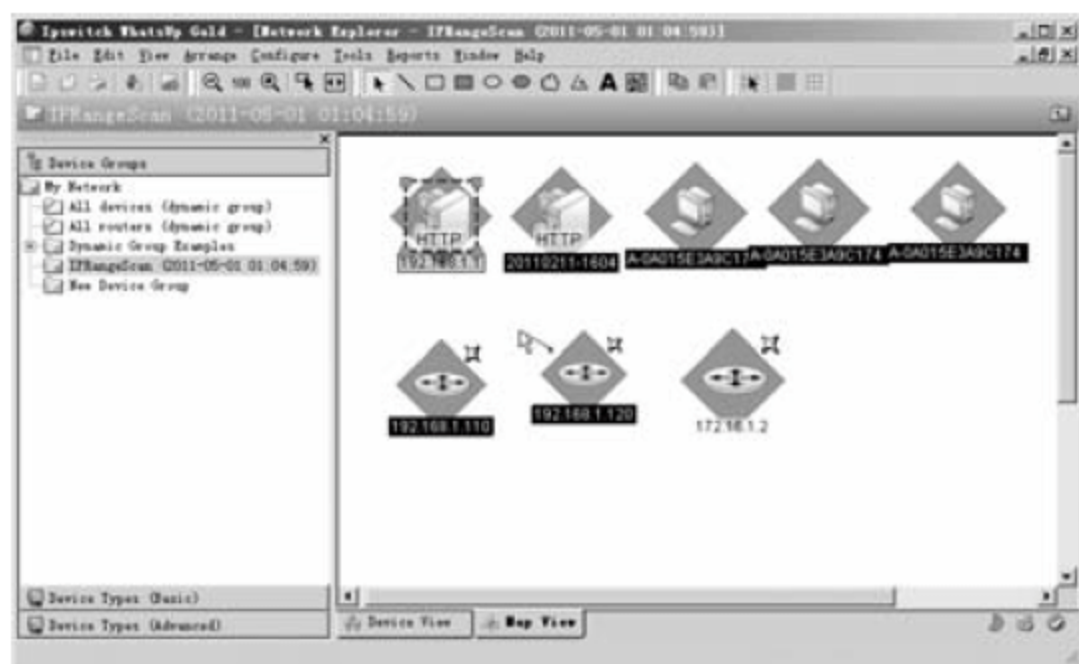 Ipswitch WhatsUp Gold - [Network Explorer - IPRangeScan (2011-05-01 01:04:59)]
File Edit View Arrange Configure Tools Reports Window Help
100
A
IPRangeScan (2011-05-01 01:04:59)
Device Groups
My Network
All devices (dynamic group)
All routers (dynamic group)
Dynamic Group Examples
IPRangeScan (2011-05-01 01:04:59)
New Device Group
HTTP
192.168.1.1
HTTP
20110211-1604
A-0A015E3A9C17
A-0A015E3A9C174
A-0A015E3A9C174
192.168.1.110
192.168.1.120
172.16.1.2
Device Types (Basic)
Device Types (Advanced)
Device View
Map View